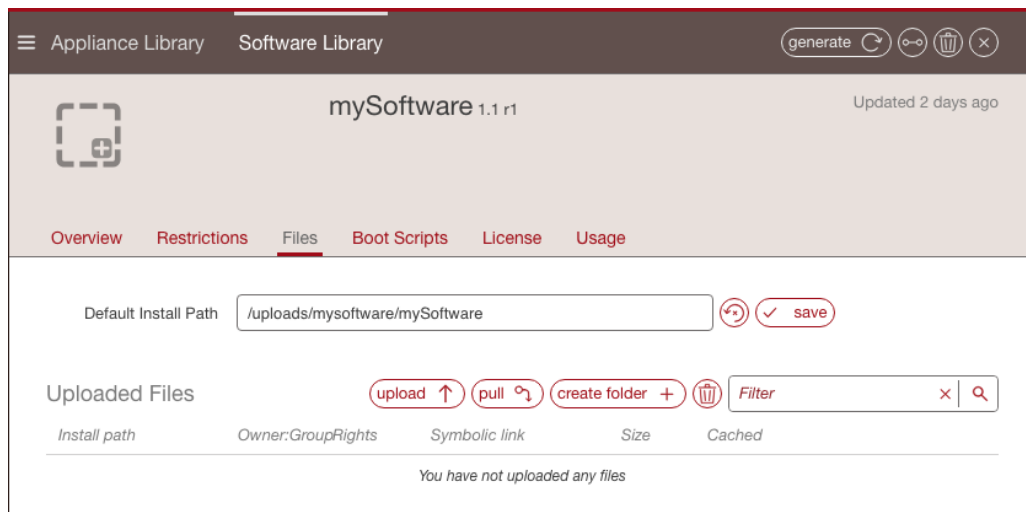 Appliance Library Software Library generate
mySoftware 1.1 r1 Updated 2 days ago
Overview Restrictions Files Boot Scripts License Usage
Default Install Path /uploads/mysoftware/mySoftware save
Uploaded Files upload pull create folder Filter
Install path Owner:GroupRights Symbolic link Size Cached
You have not uploaded any files